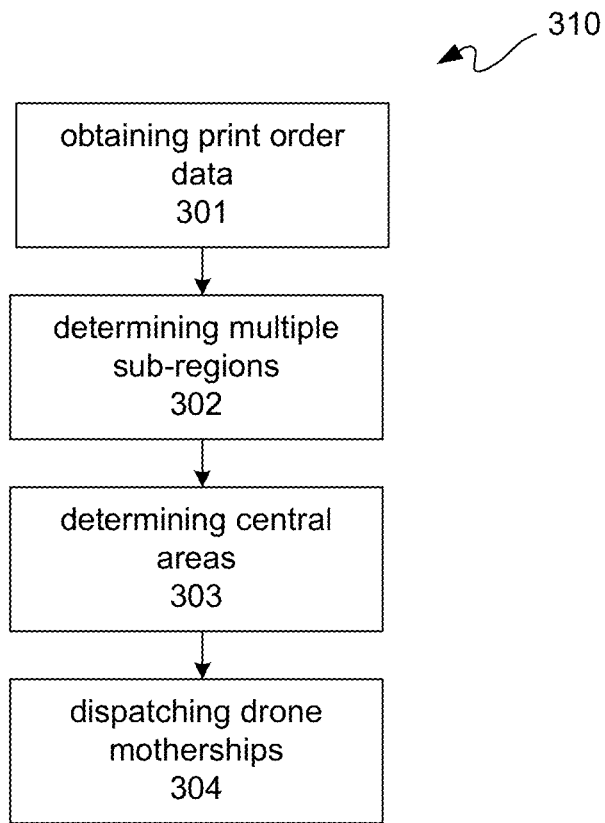 310
obtaining print order
data
301
determining multiple
sub-regions
302
determining central
areas
303
dispatching drone
motherships
304